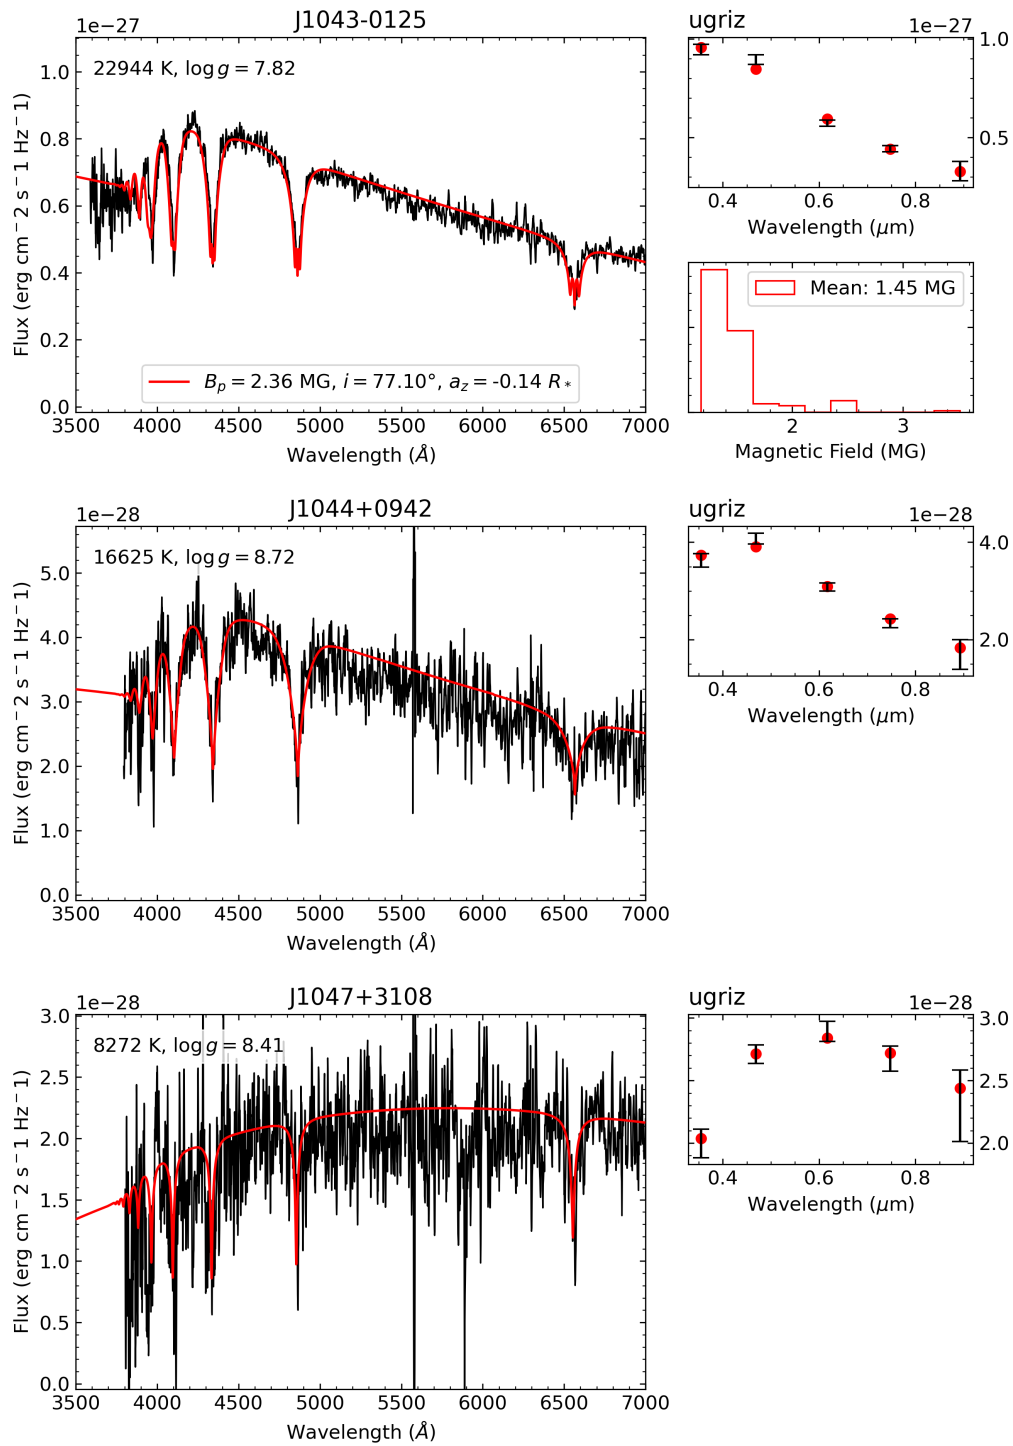 J1043-0125
1e−27
22944 K, log g = 7.82
1.0
0.8
0.6
0.4
0.2
0.0
Flux (erg cm−2 s−1 Hz−1)
B_p = 2.36 MG, i = 77.10°, a_z = -0.14 R_*
3500 4000 4500 5000 5500 6000 6500 7000
Wavelength (Å)
ugriz
1e−27
1.0
0.5
0.4 0.6 0.8
Wavelength (μm)
Mean: 1.45 MG
2 3
Magnetic Field (MG)
J1044+0942
1e−28
16625 K, log g = 8.72
5.0
4.0
3.0
2.0
1.0
0.0
Flux (erg cm−2 s−1 Hz−1)
3500 4000 4500 5000 5500 6000 6500 7000
Wavelength (Å)
ugriz
1e−28
4.0
2.0
0.4 0.6 0.8
Wavelength (μm)
J1047+3108
1e−28
8272 K, log g = 8.41
3.0
2.5
2.0
1.5
1.0
0.5
0.0
Flux (erg cm−2 s−1 Hz−1)
3500 4000 4500 5000 5500 6000 6500 7000
Wavelength (Å)
ugriz
1e−28
3.0
2.5
2.0
0.4 0.6 0.8
Wavelength (μm)